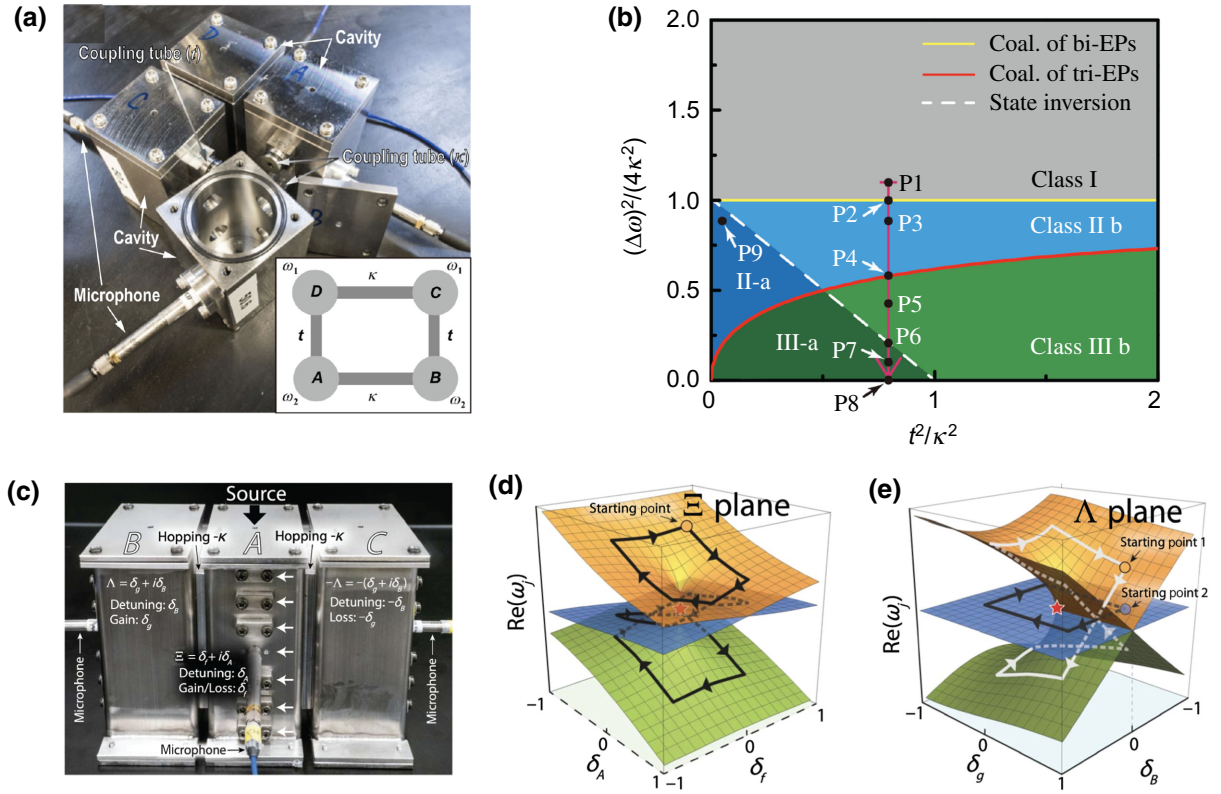 (a)
D
Cavity
Coupling tube (t)
A
C
Coupling tube (κ)
B
Cavity
Microphone
ω1 κ ω1
D C
t t
A B
ω2 κ ω2
(b)
2.0
1.5
1.0
0.5
0.0
(Δω)²/(4κ²)
Coal. of bi-EPs
Coal. of tri-EPs
State inversion
P1
Class I
P2 P3
Class II b
P9
II-a
P4
P5
P6
III-a
P7
Class III b
P8
0 1 2
t²/κ²
(c)
Source
B Hopping -κ A Hopping -κ C
Λ = δg + iδB
Detuning: δB
Gain: δg
-Λ = -(δg + iδB)
Detuning: -δB
Loss: -δg
Ξ = δf + iδA
Detuning: δA
Gain/Loss: δf
Microphone
Microphone
Microphone
(d)
Ξ plane
Starting point
Re(ωj)
−1
0
1
δA
−1
0
1
δf
(e)
Λ plane
Starting point 1
Starting point 2
Re(ωj)
−1
0
1
δg
−1
0
δB